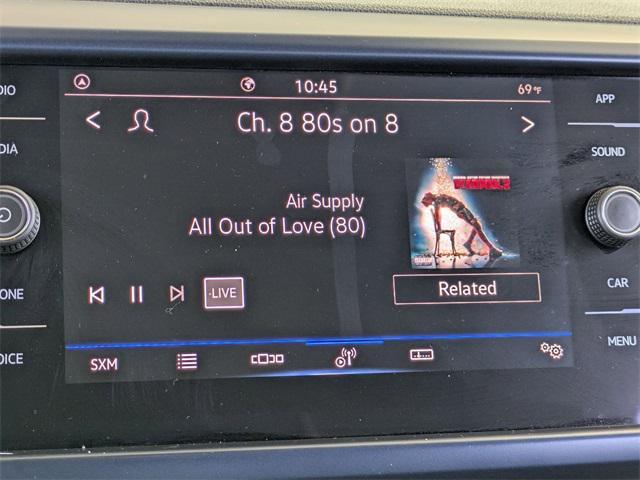 10:45
69°F
Ch. 8 80s on 8
Air Supply
All Out of Love (80)
LIVE
Related
SXM
APP
SOUND
CAR
MENU